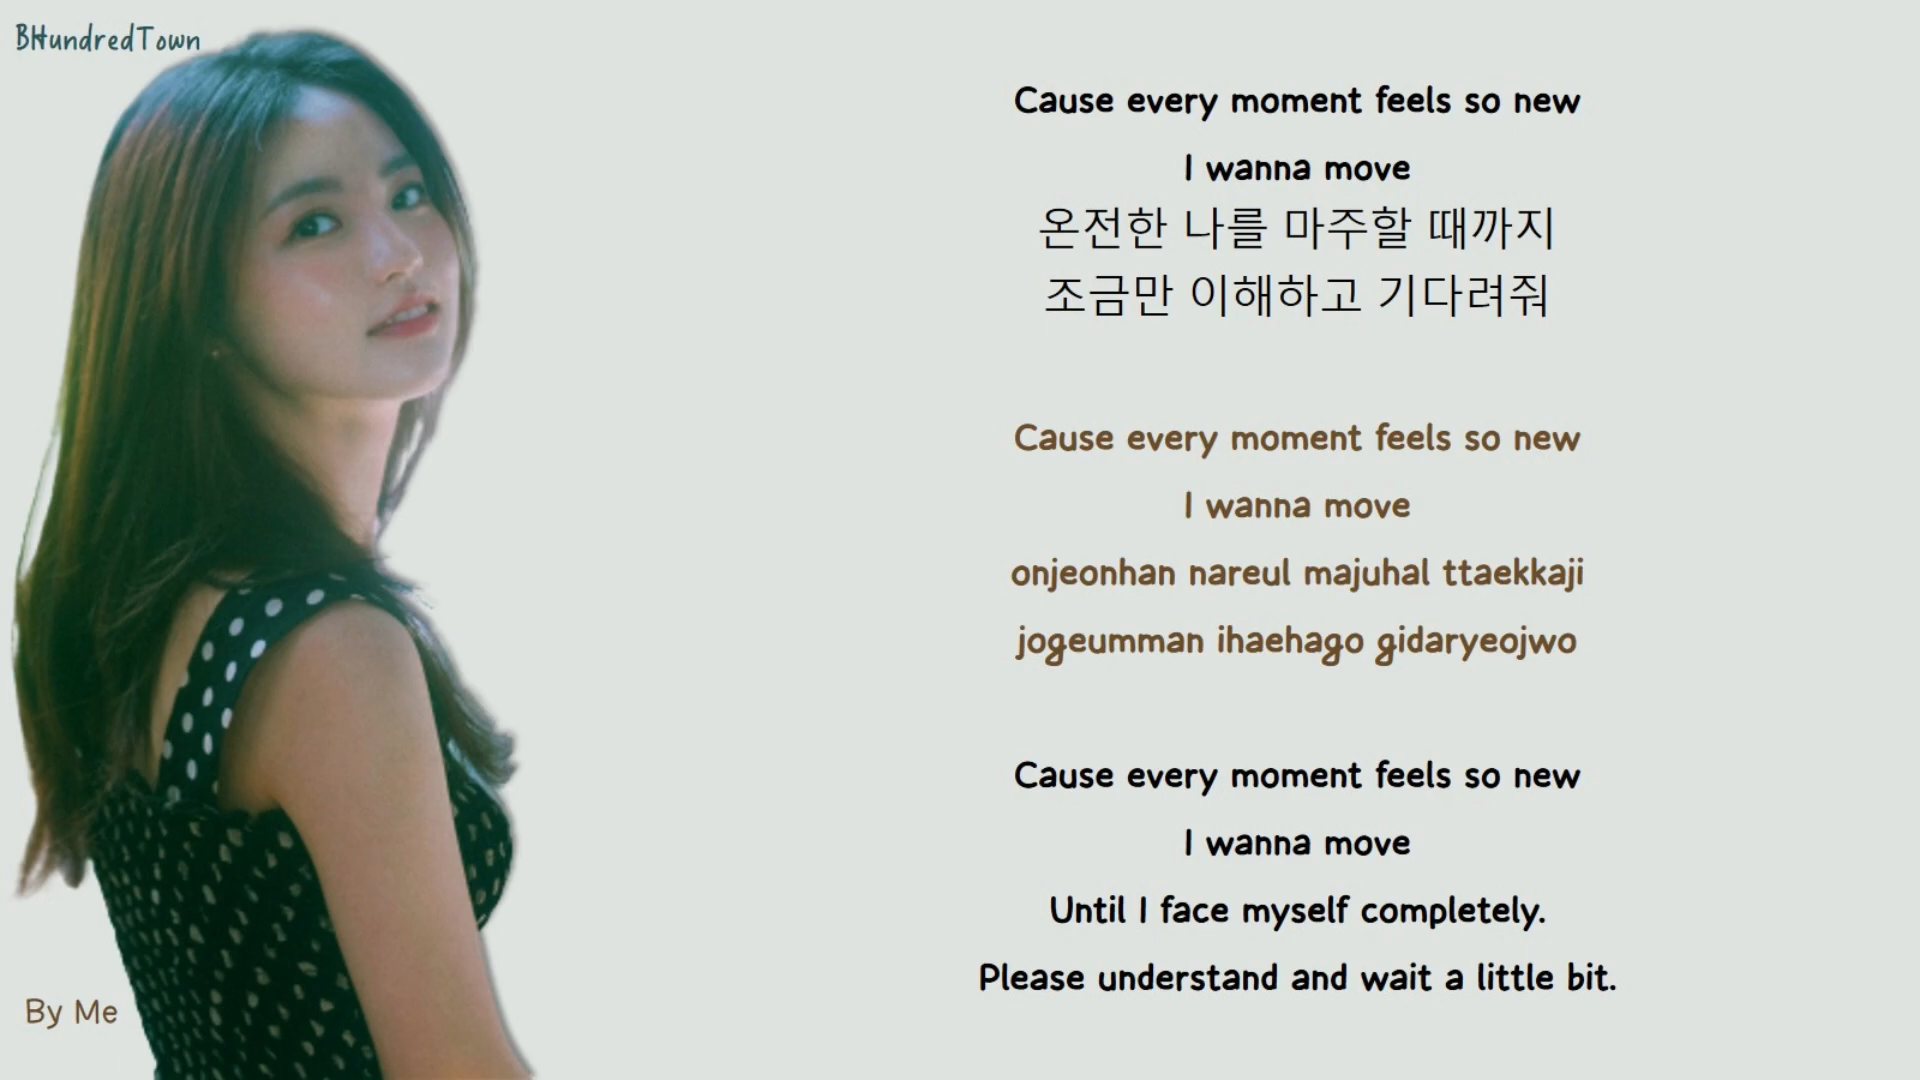 BHundredTown
Cause every moment feels so new
I wanna move
온전한 나를 마주할 때까지
조금만 이해하고 기다려줘
Cause every moment feels so new
I wanna move
onjeonhan nareul majuhal ttaekkaji
jogeumman ihaehago gidaryeojwo
Cause every moment feels so new
I wanna move
Until I face myself completely.
Please understand and wait a little bit.
By Me